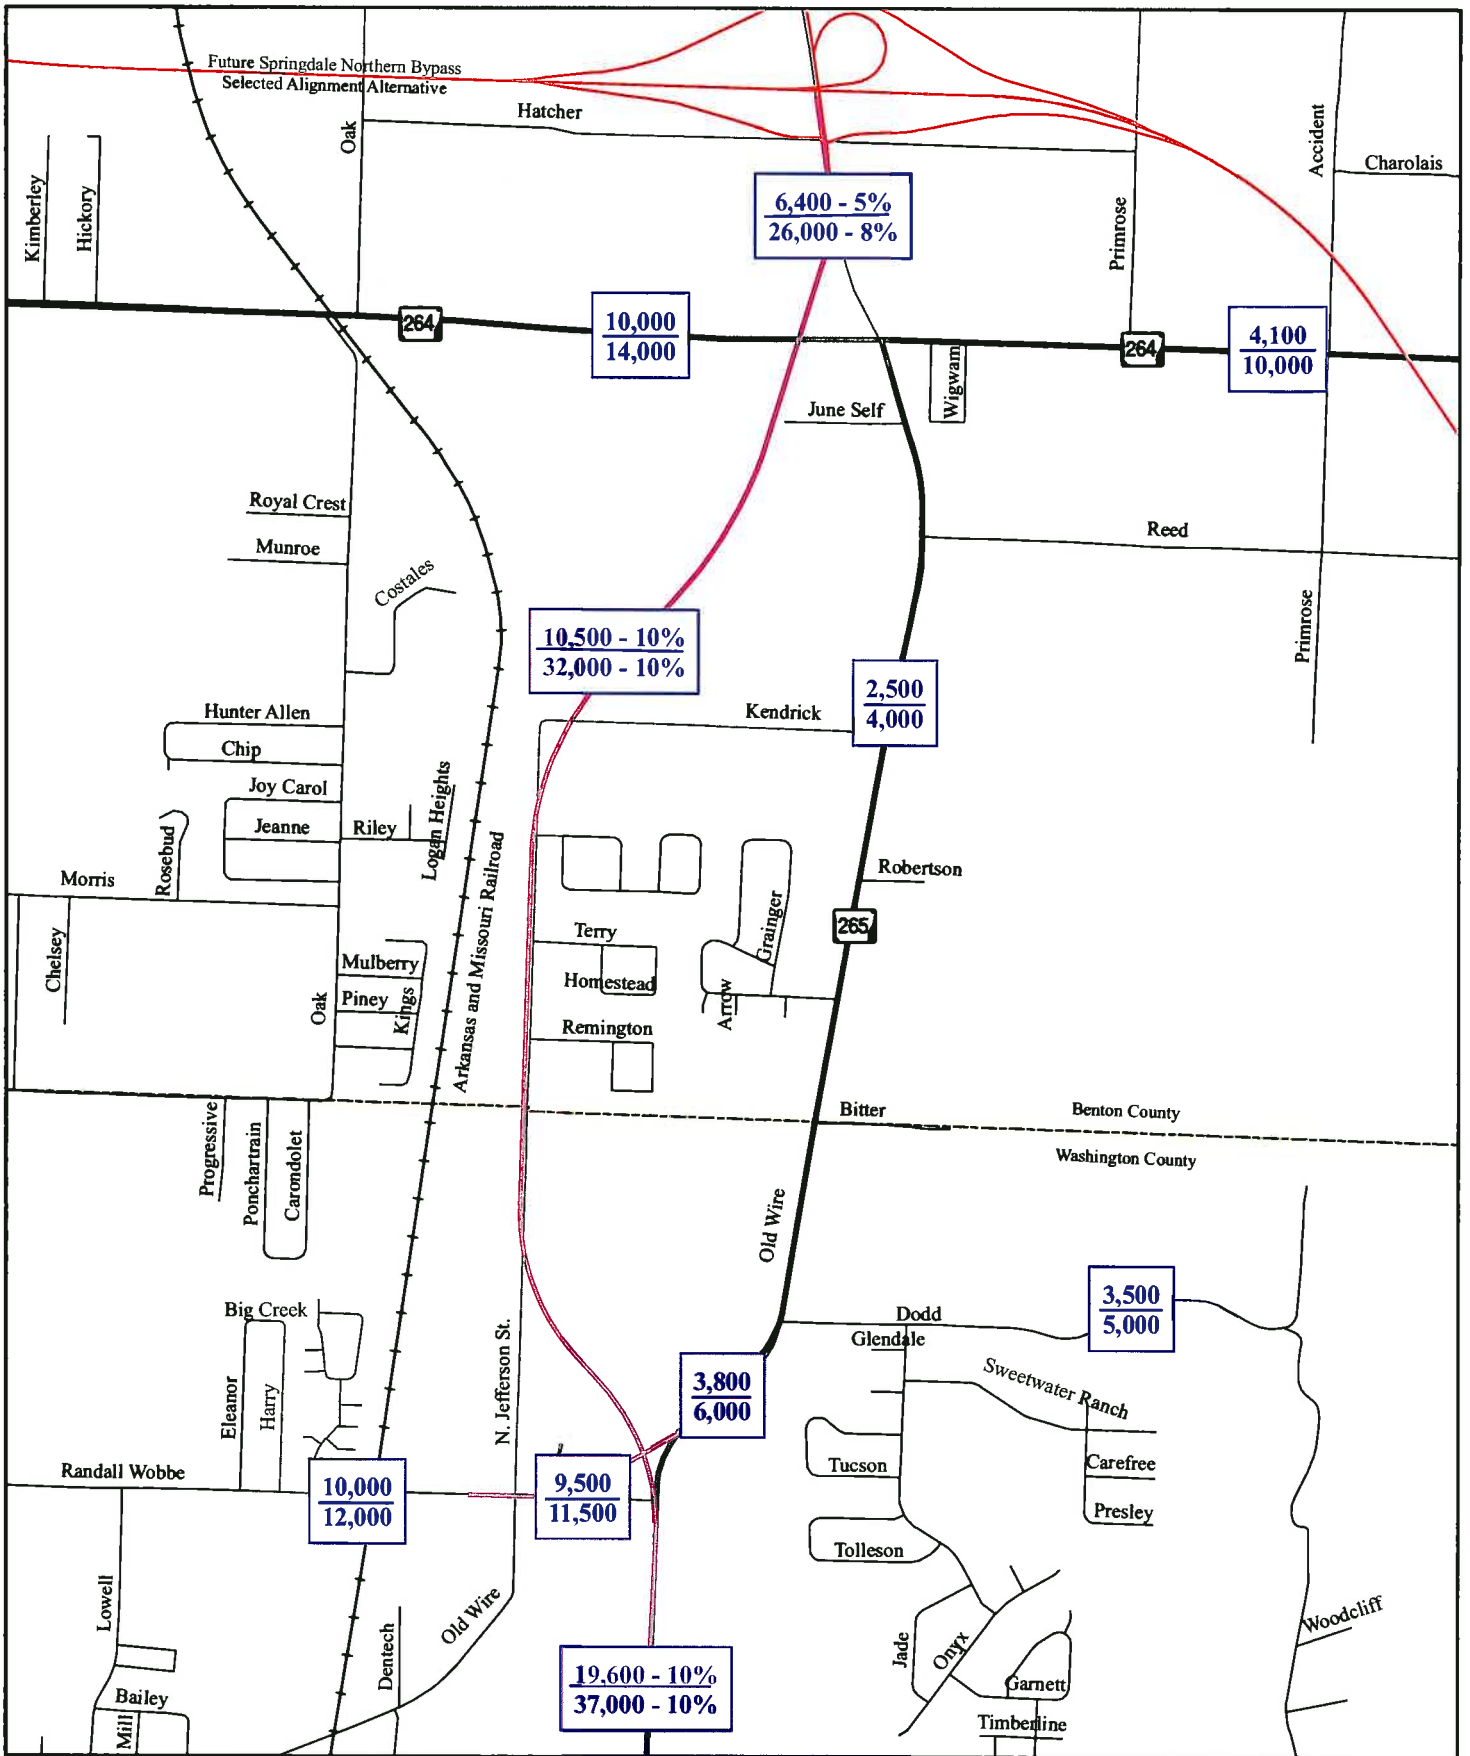 Future Springdale Northern Bypass
Selected Alignment Alternative
Hatcher
Oak
Accident
Charolais
Kimberley
Hickory
6,400 - 5%
26,000 - 8%
Primrose
264
10,000
14,000
264
4,100
10,000
Wigwam
June Self
Royal Crest
Munroe
Reed
Costales
Primrose
10,500 - 10%
32,000 - 10%
2,500
4,000
Hunter Allen
Kendrick
Chip
Joy Carol
Logan Heights
Jeanne
Riley
Rosebud
Arkansas and Missouri Railroad
Morris
Robertson
265
Chelsey
Terry
Grainger
Mulberry
Homestead
Oak
Piney
Kings
Arrow
Remington
Bitter
Benton County
Washington County
Progressive
Ponchartrain
Carondolet
Old Wire
Big Creek
3,500
5,000
Dodd
Glendale
N. Jefferson St.
Sweetwater Ranch
3,800
6,000
Eleanor
Harry
Randall Wobbe
10,000
12,000
9,500
11,500
Tucson
Carefree
Presley
Tolleson
Lowell
Old Wire
Dentech
Woodcliff
Jade
Onyx
19,600 - 10%
37,000 - 10%
Garnett
Bailey
Mill
Timberline